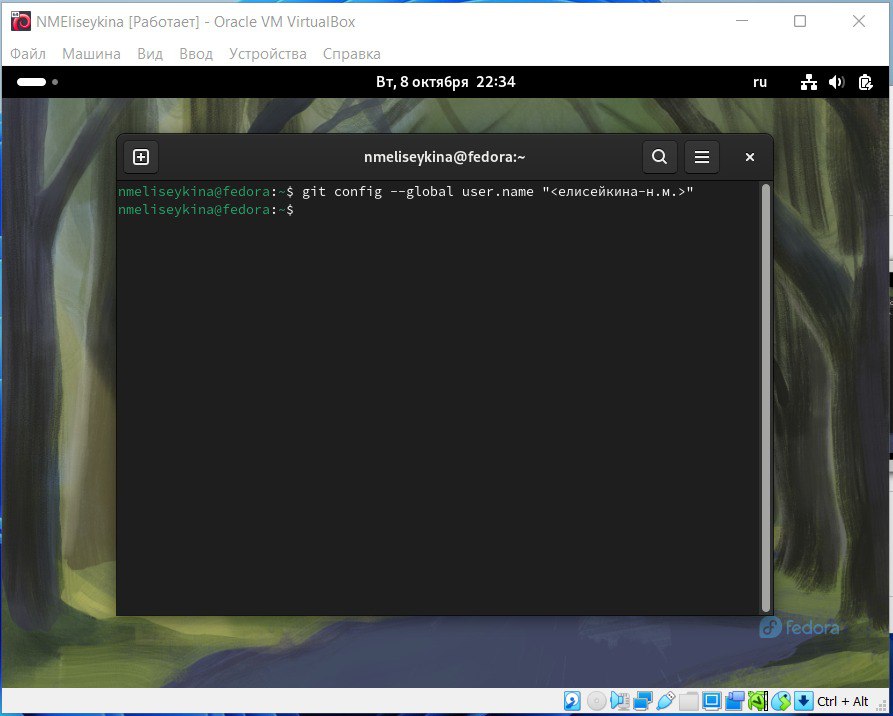 NMEliseykina [Работает] - Oracle VM VirtualBox
Файл Машина Вид Ввод Устройства Справка
Вт, 8 октября 22:34 ru
nmeliseykina@fedora:~
nmeliseykina@fedora:~$ git config --global user.name "<елисейкина-н.м.>"
nmeliseykina@fedora:~$
fedora
Ctrl + Alt